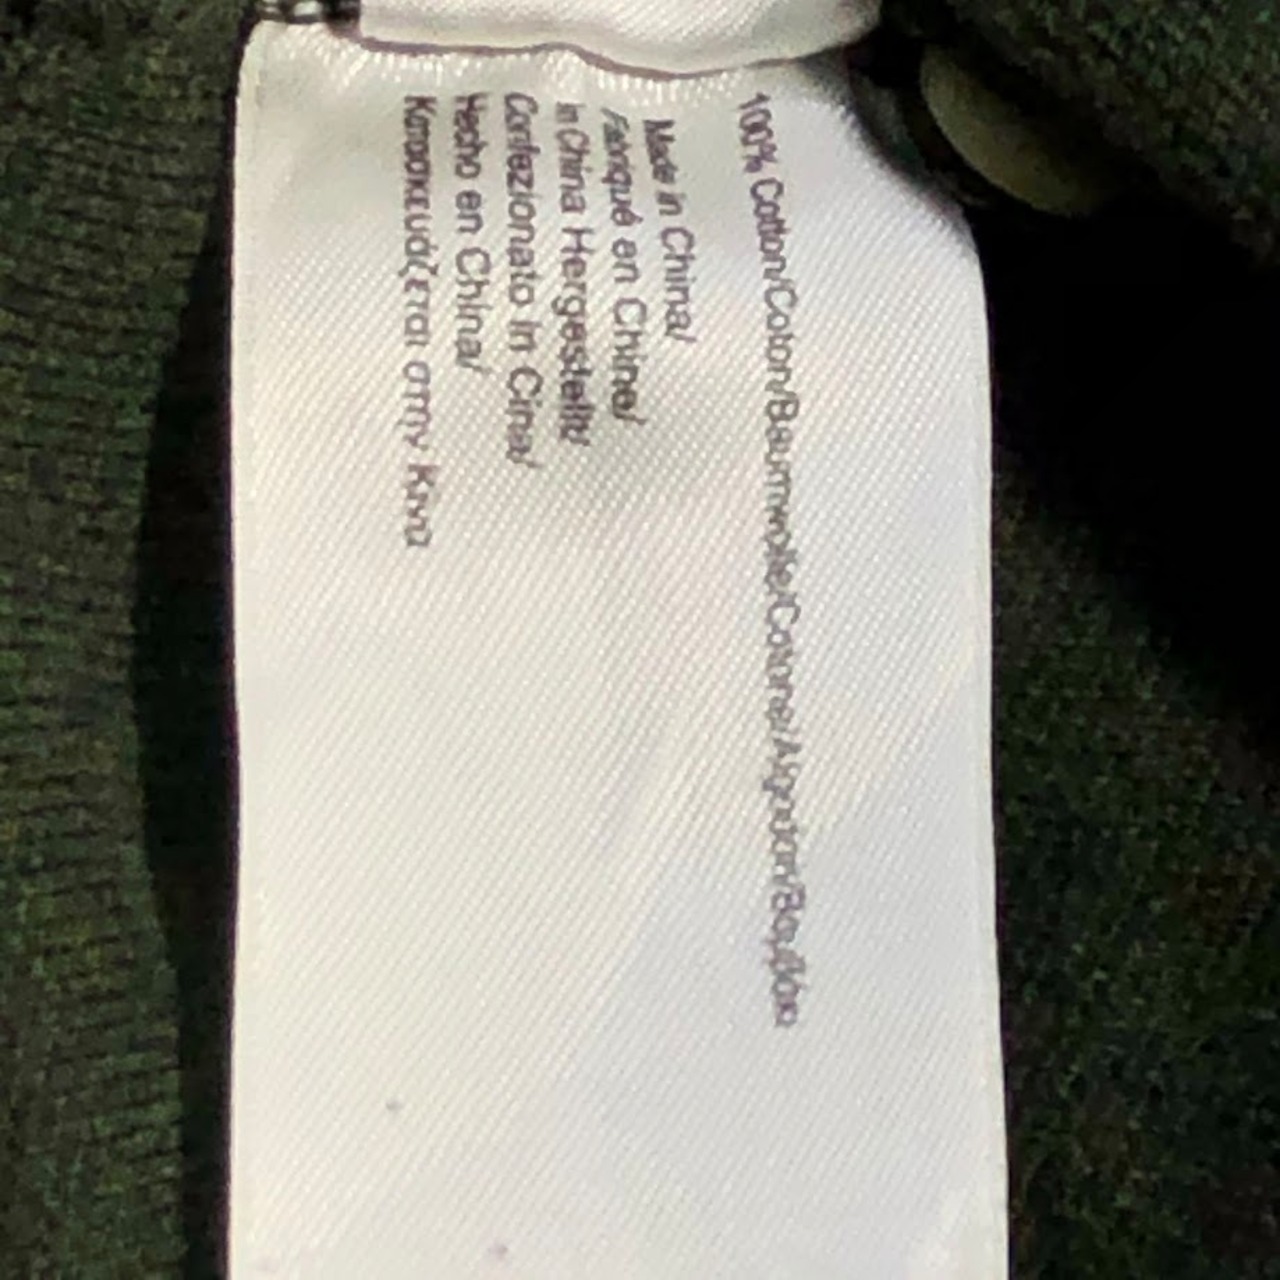 100% Cotton/Coton/Baumwolle/Cotone/Algodon/Βαμβάκι
Made in China/
Fabriqué en Chine/
In China Hergestellt/
Confezionato in Cina/
Hecho en China/
Κατασκευάζεται στην Κίνα